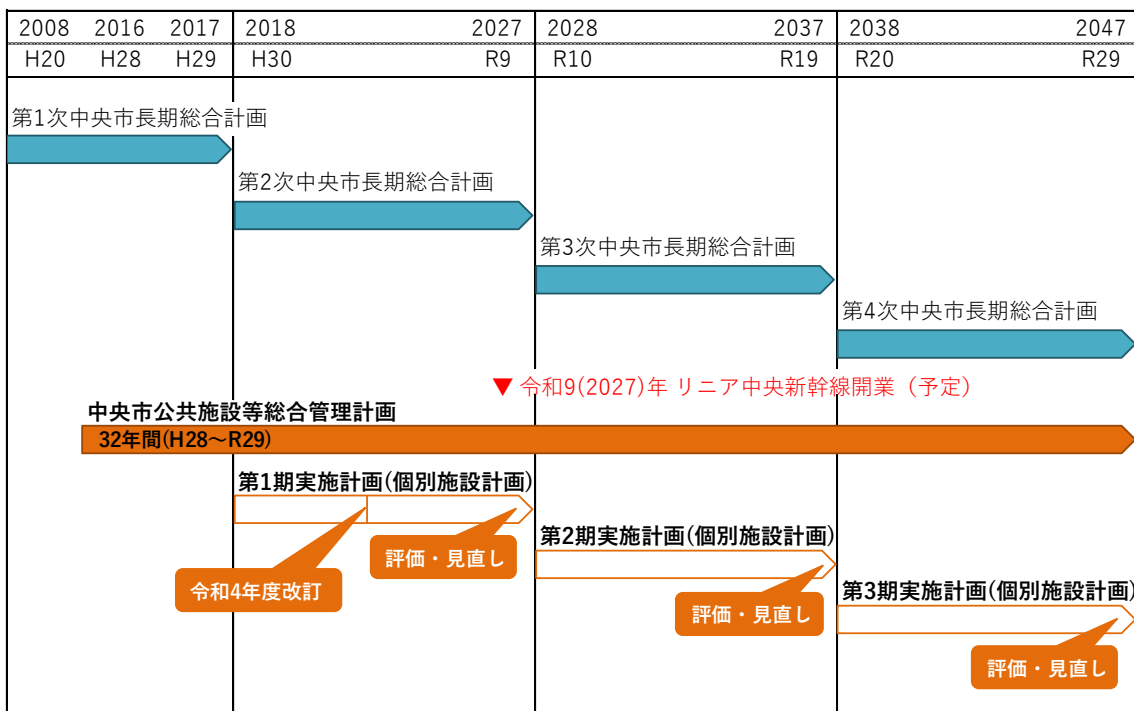 2008 2016 2017 2018 2027 2028 2037 2038 2047
H20 H28 H29 H30 R9 R10 R19 R20 R29
第1次中央市長期総合計画
第2次中央市長期総合計画
第3次中央市長期総合計画
第4次中央市長期総合計画
▼ 令和9(2027)年 リニア中央新幹線開業（予定）
中央市公共施設等総合管理計画
32年間(H28～R29)
第1期実施計画(個別施設計画)
評価・見直し
令和4年度改訂
第2期実施計画(個別施設計画)
評価・見直し
第3期実施計画(個別施設計画)
評価・見直し